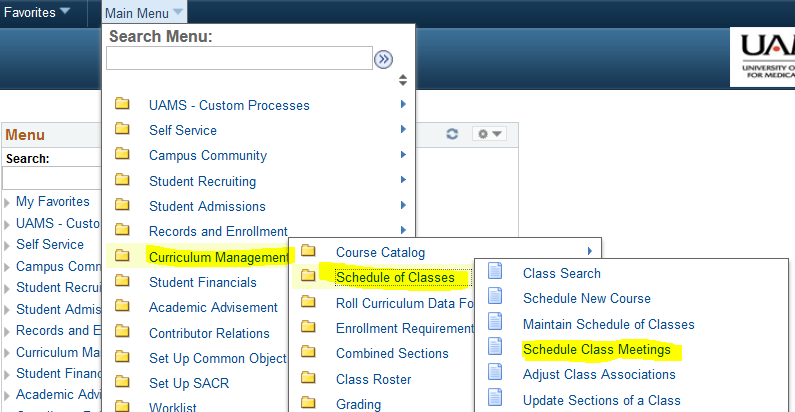 Favorites
Main Menu
Search Menu:
UAMS - Custom Processes
Self Service
Campus Community
Student Recruiting
Student Admissions
Records and Enrollment
Curriculum Management
Student Financials
Academic Advisement
Contributor Relations
Set Up Common Object
Set Up SACR
Worklist
Course Catalog
Schedule of Classes
Roll Curriculum Data Fo
Enrollment Requirement
Combined Sections
Class Roster
Grading
Class Search
Schedule New Course
Maintain Schedule of Classes
Schedule Class Meetings
Adjust Class Associations
Update Sections of a Class
Menu
Search:
My Favorites
UAMS - Custo
Self Service
Campus Comm
Student Recrui
Student Admis
Records and E
Curriculum Ma
Student Financ
Academic Advi
UA
UNIVERSITY O
FOR MEDICA